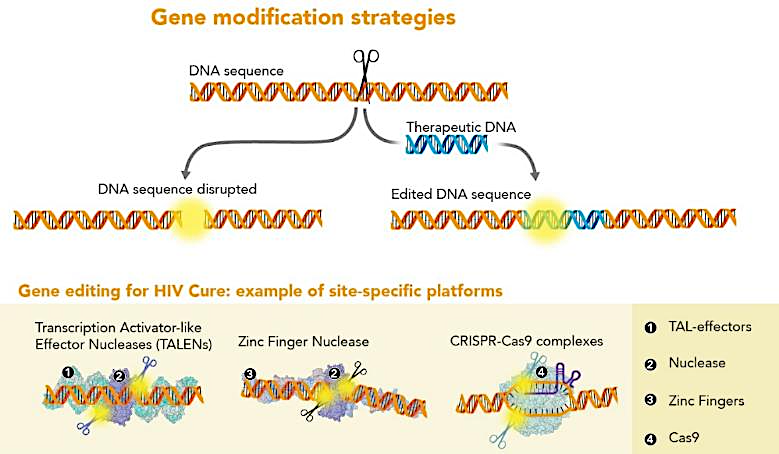 Gene modification strategies
DNA sequence
Therapeutic DNA
DNA sequence disrupted
Edited DNA sequence
Gene editing for HIV Cure: example of site-specific platforms
Transcription Activator-like
Effector Nucleases (TALENs)
Zinc Finger Nuclease
CRISPR-Cas9 complexes
1
2
3
2
4
1 TAL-effectors
2 Nuclease
3 Zinc Fingers
4 Cas9